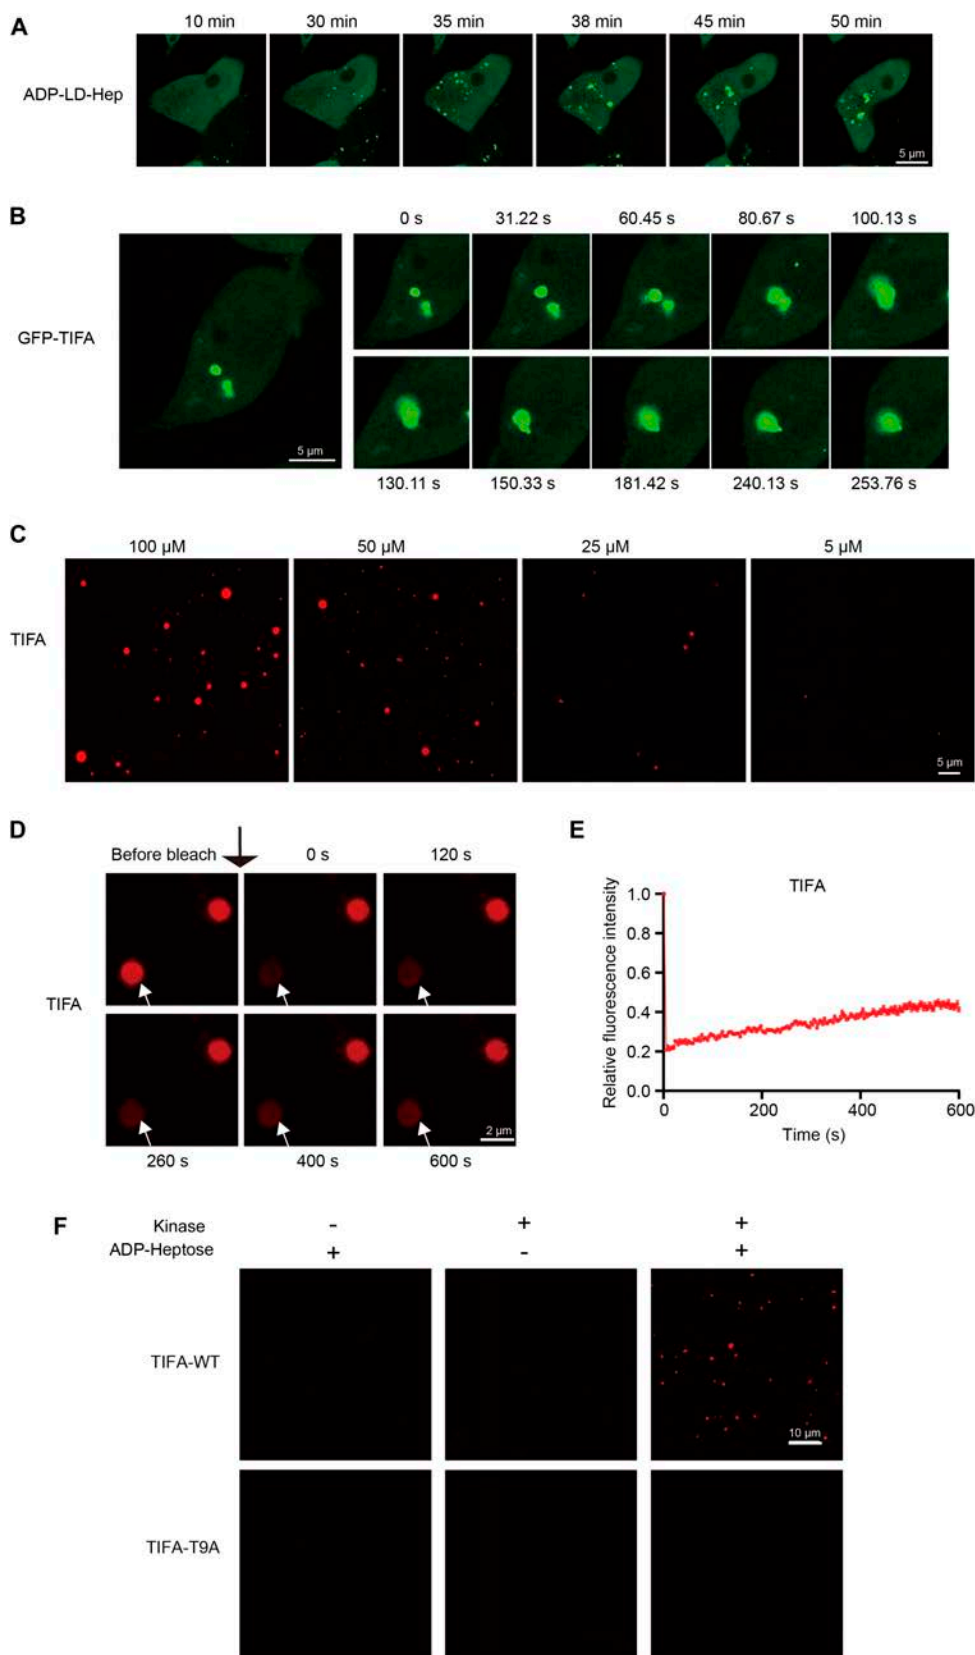 A
10 min 30 min 35 min 38 min 45 min 50 min
ADP-LD-Hep
5 µm
B
0 s 31.22 s 60.45 s 80.67 s 100.13 s
GFP-TIFA
5 µm
130.11 s 150.33 s 181.42 s 240.13 s 253.76 s
C
100 µM 50 µM 25 µM 5 µM
TIFA
5 µm
D
Before bleach 0 s 120 s
TIFA
2 µm
260 s 400 s 600 s
E
TIFA
Relative fluorescence intensity
1.0
0.8
0.6
0.4
0.2
0.0
0 200 400 600
Time (s)
F
Kinase - + +
ADP-Heptose + - +
TIFA-WT
10 µm
TIFA-T9A